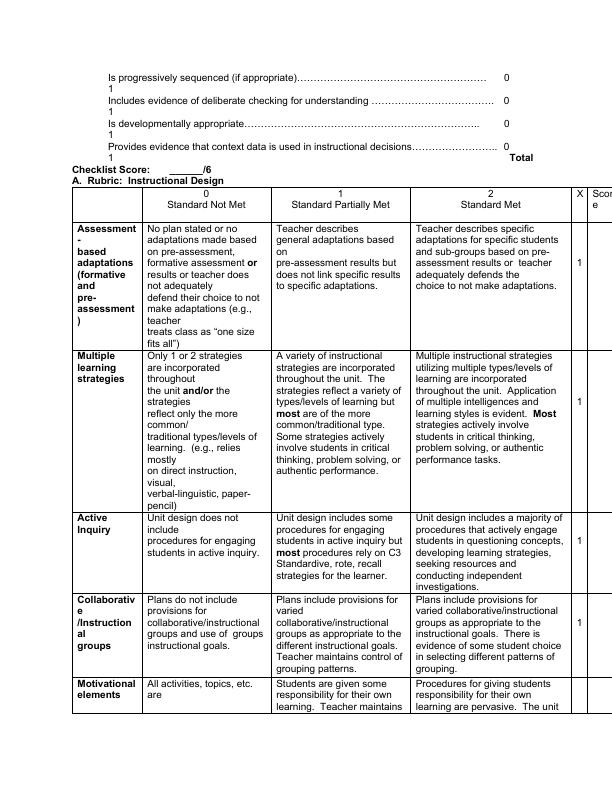 Is progressively sequenced (if appropriate)……………………………………………… 0
1
Includes evidence of deliberate checking for understanding ……………………………. 0
1
Is developmentally appropriate………………………………………………………….. 0
1
Provides evidence that context data is used in instructional decisions………………….. 0
1 Total
Checklist Score: ______/6
A. Rubric: Instructional Design
0
Standard Not Met
1
Standard Partially Met
2
Standard Met
X
Scor
e
Assessment
-
based
adaptations
(formative
and
pre-
assessment
)
No plan stated or no
adaptations made based
on pre-assessment,
formative assessment or
results or teacher does
not adequately
defend their choice to not
make adaptations (e.g.,
teacher
treats class as “one size
fits all”)
Teacher describes
general adaptations based
on
pre-assessment results but
does not link specific results
to specific adaptations.
Teacher describes specific
adaptations for specific students
and sub-groups based on pre-
assessment results or teacher
adequately defends the
choice to not make adaptations.
1
Multiple
learning
strategies
Only 1 or 2 strategies
are incorporated
throughout
the unit and/or the
strategies
reflect only the more
common/
traditional types/levels of
learning. (e.g., relies
mostly
on direct instruction,
visual,
verbal-linguistic, paper-
pencil)
A variety of instructional
strategies are incorporated
throughout the unit. The
strategies reflect a variety of
types/levels of learning but
most are of the more
common/traditional type.
Some strategies actively
involve students in critical
thinking, problem solving, or
authentic performance.
Multiple instructional strategies
utilizing multiple types/levels of
learning are incorporated
throughout the unit. Application
of multiple intelligences and
learning styles is evident. Most
strategies actively involve
students in critical thinking,
problem solving, or authentic
performance tasks.
1
Active
Inquiry
Unit design does not
include
procedures for engaging
students in active inquiry.
Unit design includes some
procedures for engaging
students in active inquiry but
most procedures rely on C3
Standardive, rote, recall
strategies for the learner.
Unit design includes a majority of
procedures that actively engage
students in questioning concepts,
developing learning strategies,
seeking resources and
conducting independent
investigations.
1
Collaborativ
e
/Instruction
al
groups
Plans do not include
provisions for
collaborative/instructional
groups and use of groups
instructional goals.
Plans include provisions for
varied
collaborative/instructional
groups as appropriate to the
different instructional goals.
Teacher maintains control of
grouping patterns.
Plans include provisions for
varied collaborative/instructional
groups as appropriate to the
instructional goals. There is
evidence of some student choice
in selecting different patterns of
grouping.
1
Motivational
elements
All activities, topics, etc.
are
Students are given some
responsibility for their own
learning. Teacher maintains
Procedures for giving students
responsibility for their own
learning are pervasive. The unit